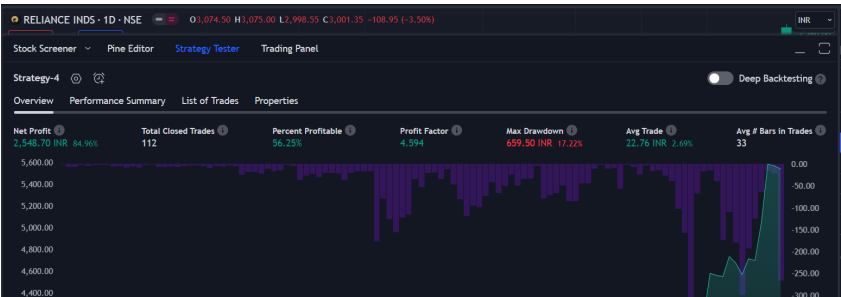 RELIANCE INDS · 1D · NSE O3,074.50 H3,075.00 L2,998.55 C3,001.35 −108.95 (−3.50%) INR
Stock Screener Pine Editor Strategy Tester Trading Panel
Strategy-4 Deep Backtesting
Overview Performance Summary List of Trades Properties
Net Profit Total Closed Trades Percent Profitable Profit Factor Max Drawdown Avg Trade Avg # Bars in Trades
2,548.70 INR 84.96% 112 56.25% 4.594 659.50 INR 17.22% 22.76 INR 2.69% 33
5,600.00 0.00
5,400.00 -50.00
5,200.00 -100.00
5,000.00 -150.00
4,800.00 -200.00
4,600.00 -250.00
4,400.00 -300.00